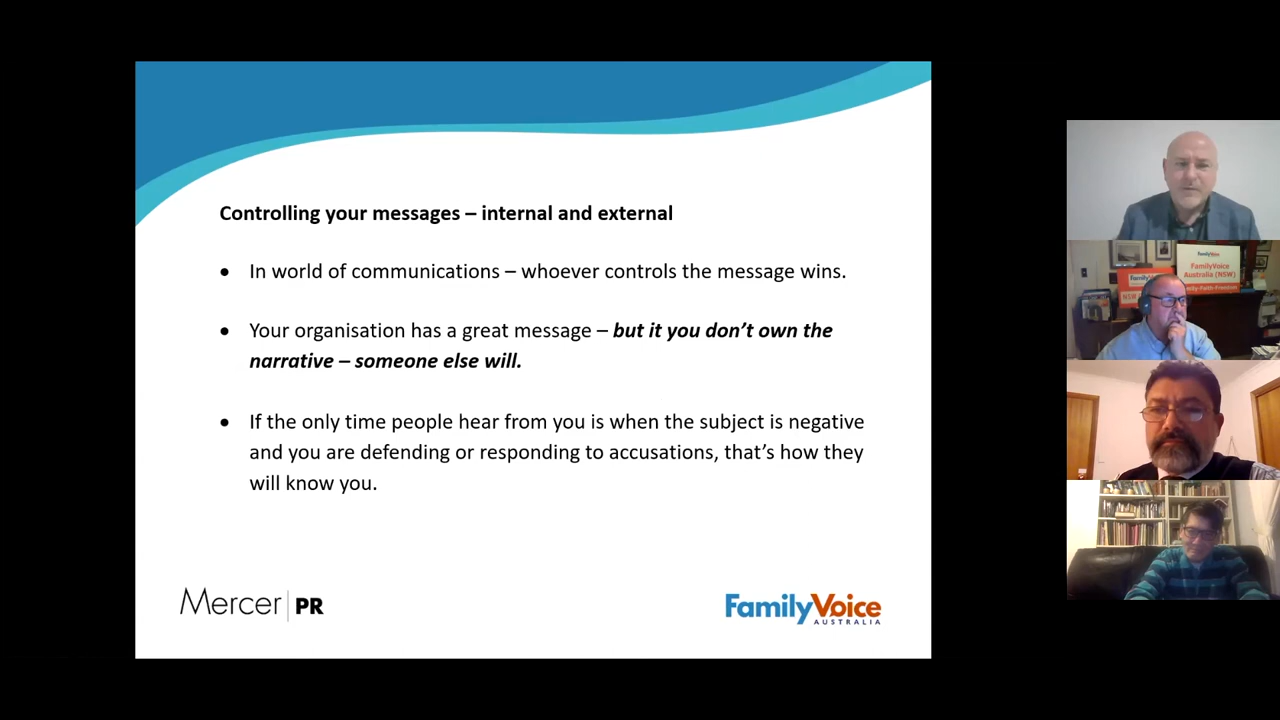 Controlling your messages – internal and external
• In world of communications – whoever controls the message wins.
• Your organisation has a great message – but it you don't own the
narrative – someone else will.
• If the only time people hear from you is when the subject is negative
and you are defending or responding to accusations, that's how they
will know you.
Mercer PR
FamilyVoice
AUSTRALIA
FamilyVoice
Australia (NSW)